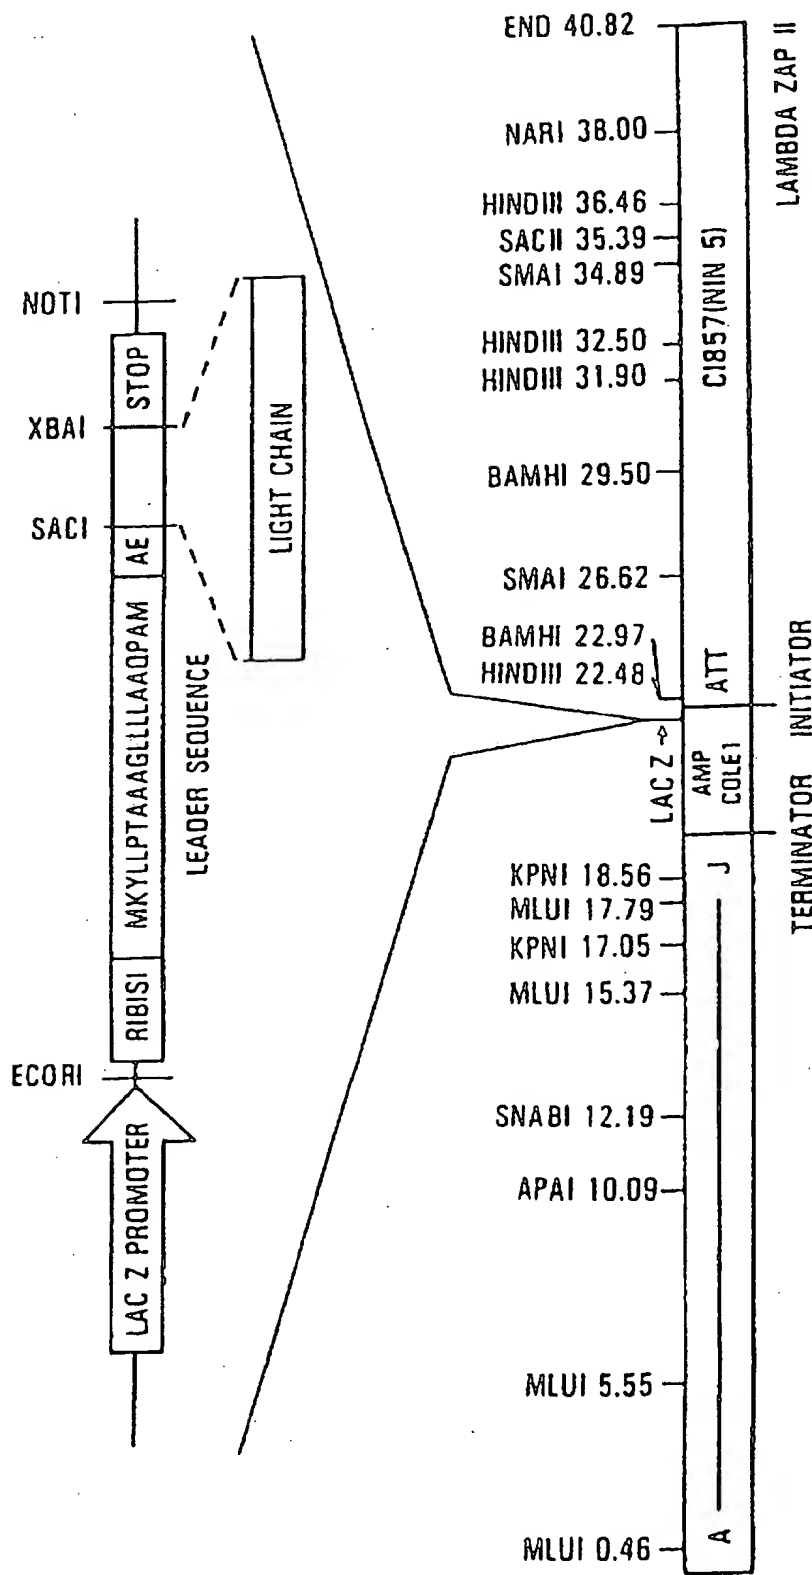 NOTI
XBAI
SACI
ECORI
STOP
AE
MKYLLPTAAAGLLLLAAQPAM
RIBISI
LAC Z PROMOTER
LEADER SEQUENCE
LIGHT CHAIN
END 40.82
NARI 38.00
HINDIII 36.46
SACII 35.39
SMAI 34.89
HINDIII 32.50
HINDIII 31.90
BAMHI 29.50
SMAI 26.62
BAMHI 22.97
HINDIII 22.48
LAC Z
KPNI 18.56
MLUI 17.79
KPNI 17.05
MLUI 15.37
SNABI 12.19
APAI 10.09
MLUI 5.55
MLUI 0.46
CI857(NIN 5)
ATT
AMP
COLE1
J
A
LAMBDA ZAP II
INITIATOR
TERMINATOR